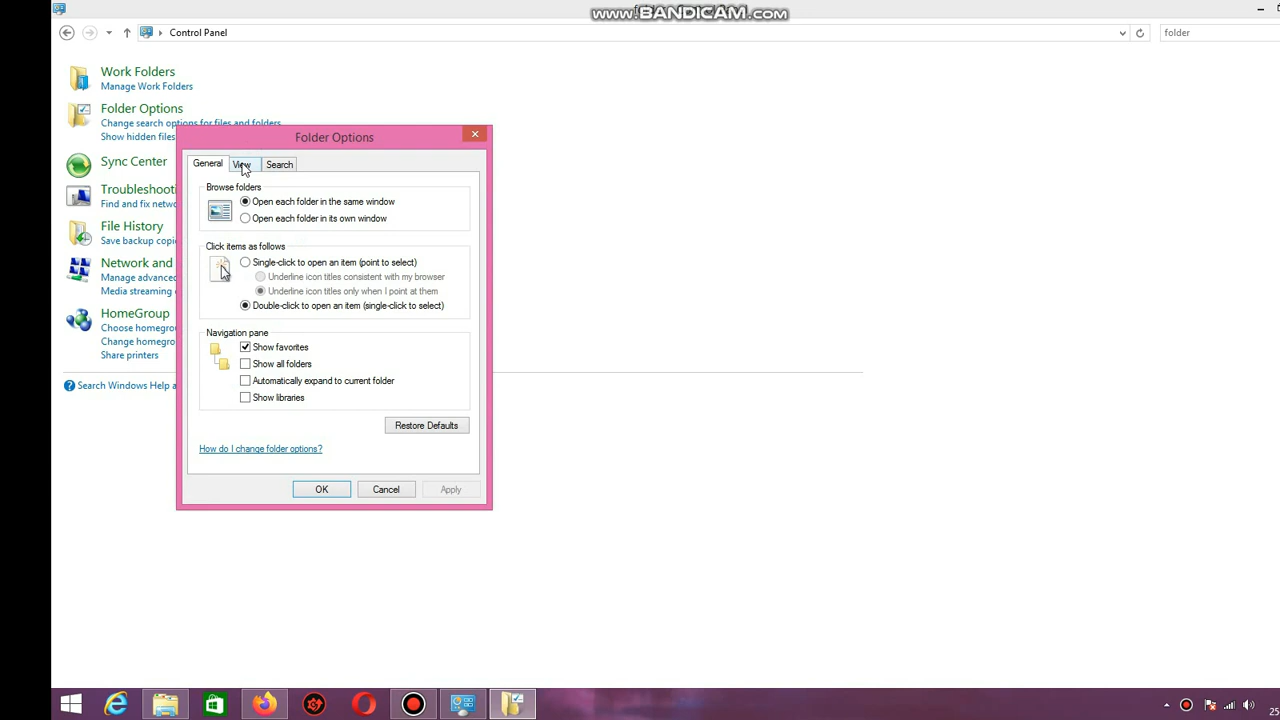 www.BANDICAM.com
Control Panel
folder
Work Folders
Manage Work Folders
Folder Options
Change search options for files and folders
Show hidden files
Sync Center
Find and fix
File History
Save backup
Network and
Manage advanced
Media streaming
HomeGroup
Choose
Change
Share printers
Search Windows Help
Folder Options
General View Search
Browse folders
Open each folder in the same window
Open each folder in its own window
Click items as follows
Single-click to open an item (point to select)
Underline icon titles consistent with my browser
Underline icon titles only when I point at them
Double-click to open an item (single-click to select)
Navigation pane
Show favorites
Show all folders
Automatically expand to current folder
Show libraries
Restore Defaults
How do I change folder options?
OK Cancel Apply